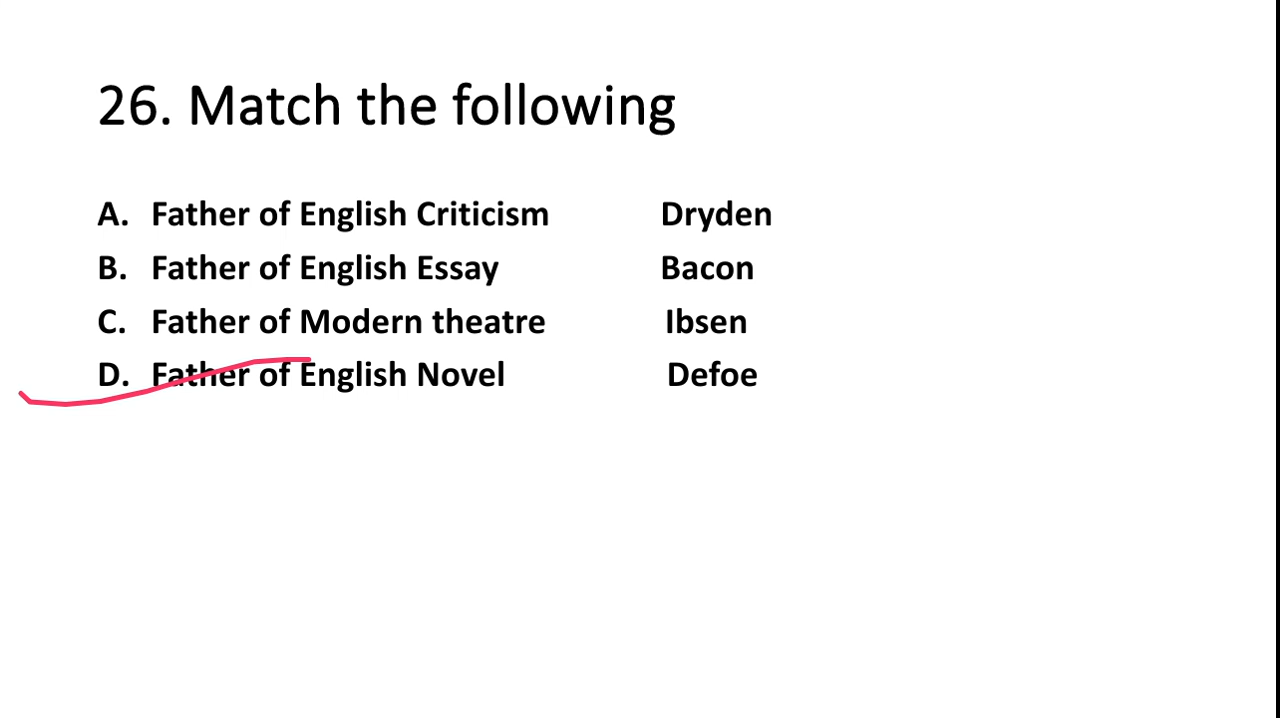 26. Match the following
A. Father of English Criticism Dryden
B. Father of English Essay Bacon
C. Father of Modern theatre Ibsen
D. Father of English Novel Defoe